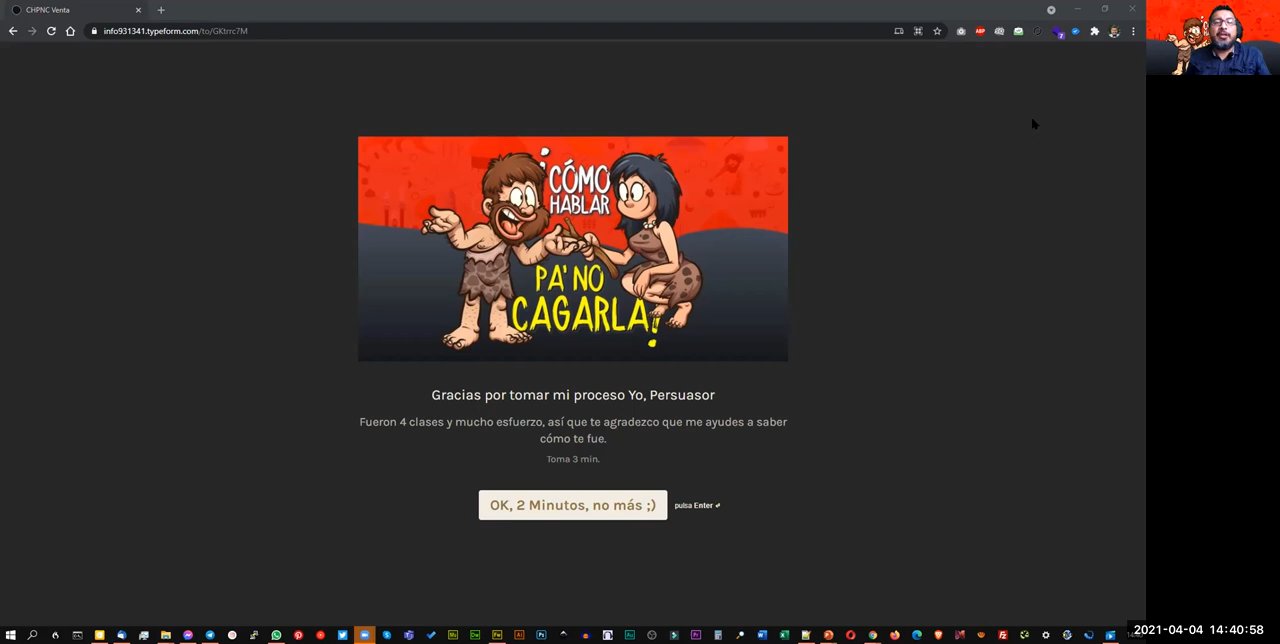 CHPNC Venta
info931341.typeform.com/to/GKtrrc7M
ABP
7
¡CÓMO
HABLAR
PA' NO
CAGARLA!
Gracias por tomar mi proceso Yo, Persuasor
Fueron 4 clases y mucho esfuerzo, así que te agradezco que me ayudes a saber
cómo te fue.
Toma 3 min.
OK, 2 Minutos, no más ;)
pulsa Enter ↵
2021-04-04 14:40:58